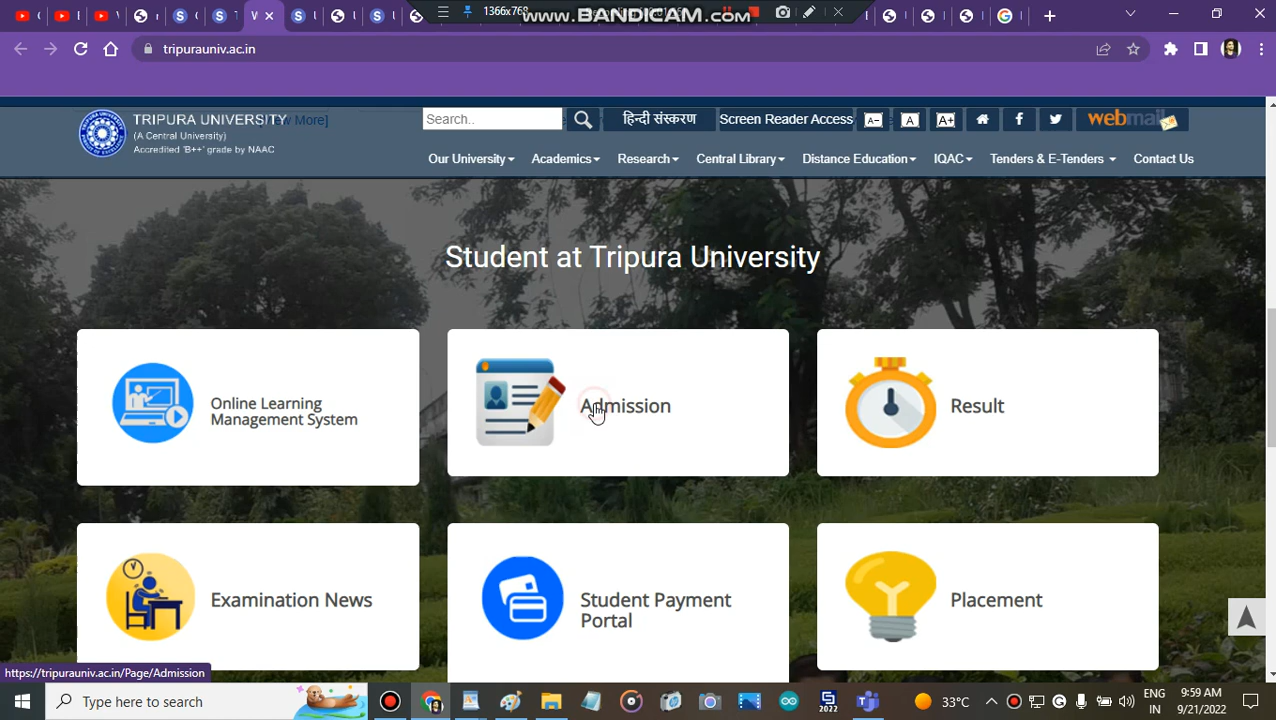 1366x768
www.BANDICAM.com
tripurauniv.ac.in
TRIPURA UNIVERSITY
(A Central University)
Accredited 'B++' grade by NAAC
Search..
हिन्दी संस्करण
Screen Reader Access
A-
A
A+
webmail
Our University
Academics
Research
Central Library
Distance Education
IQAC
Tenders & E-Tenders
Contact Us
Student at Tripura University
Online Learning
Management System
Admission
Result
Examination News
Student Payment
Portal
Placement
https://tripurauniv.ac.in/Page/Admission
Type here to search
2022
33°C
ENG
IN
9:59 AM
9/21/2022